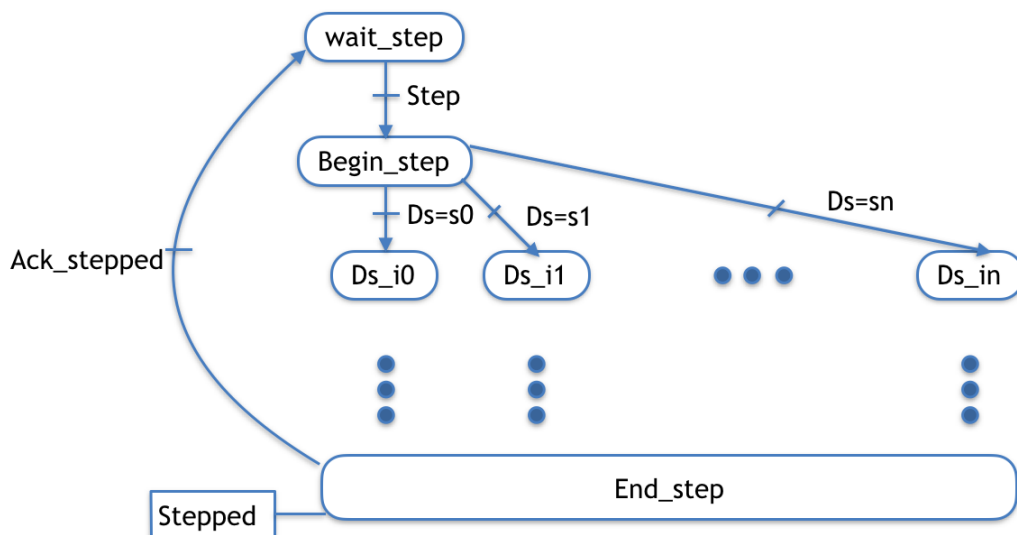 wait_step
Step
Begin_step
Ds=s0
Ds=s1
Ds=sn
Ack_stepped
Ds_i0
Ds_i1
Ds_in
End_step
Stepped